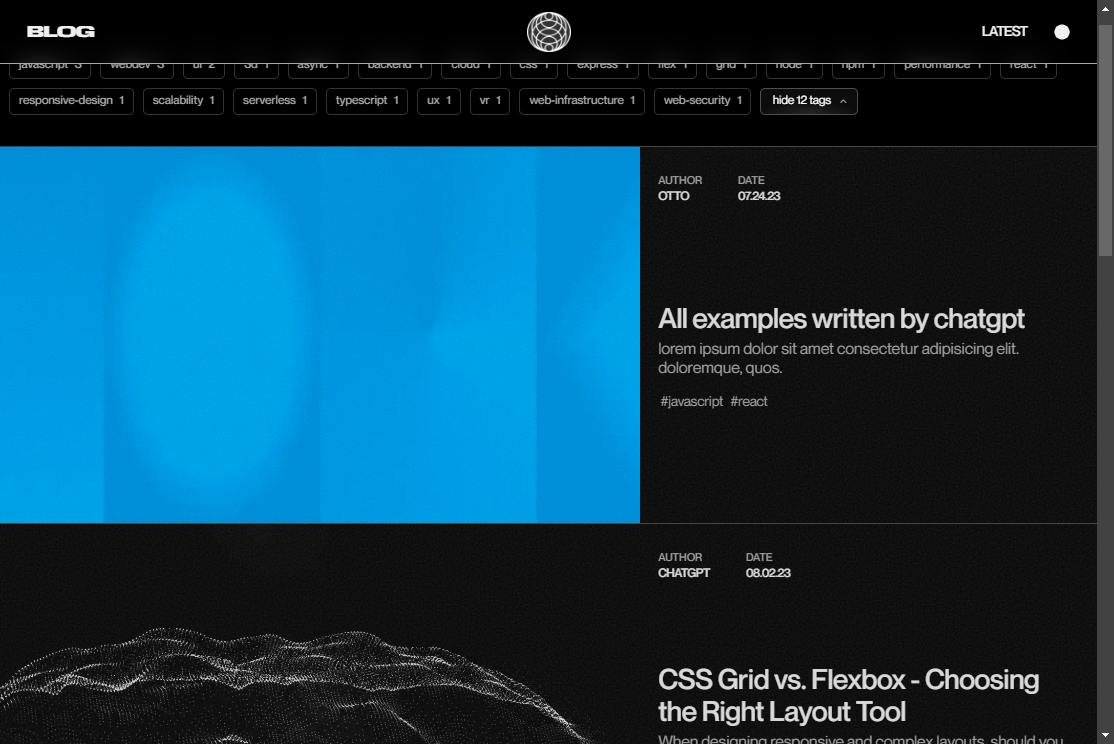 BLOG
LATEST
javascript 3 webdev 3 ui 2 3d 1 async 1 backend 1 cloud 1 css 1 express 1 flex 1 grid 1 node 1 npm 1 performance 1 react 1
responsive-design 1 scalability 1 serverless 1 typescript 1 ux 1 vr 1 web-infrastructure 1 web-security 1 hide 12 tags
AUTHOR DATE
OTTO 07.24.23
All examples written by chatgpt
lorem ipsum dolor sit amet consectetur adipisicing elit.
doloremque, quos.
#javascript #react
AUTHOR DATE
CHATGPT 08.02.23
CSS Grid vs. Flexbox - Choosing
the Right Layout Tool
When designing responsive and complex layouts, should you